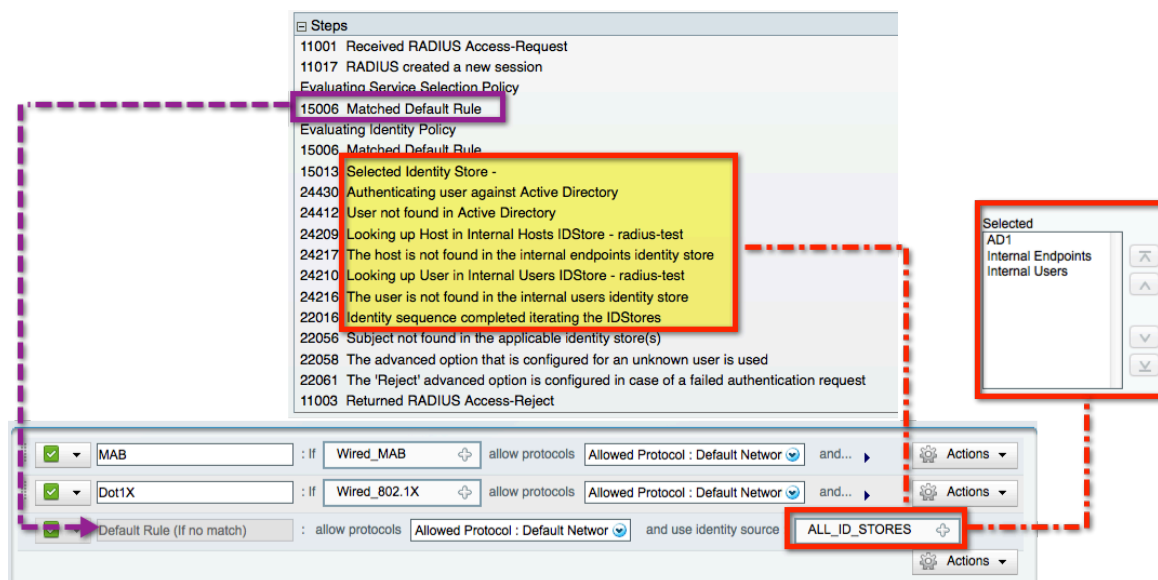 Steps
11001 Received RADIUS Access-Request
11017 RADIUS created a new session
Evaluating Service Selection Policy
15006 Matched Default Rule
Evaluating Identity Policy
15006 Matched Default Rule
15013 Selected Identity Store -
24430 Authenticating user against Active Directory
24412 User not found in Active Directory
24209 Looking up Host in Internal Hosts IDStore - radius-test
24217 The host is not found in the internal endpoints identity store
24210 Looking up User in Internal Users IDStore - radius-test
24216 The user is not found in the internal users identity store
22016 Identity sequence completed iterating the IDStores
22056 Subject not found in the applicable identity store(s)
22058 The advanced option that is configured for an unknown user is used
22061 The 'Reject' advanced option is configured in case of a failed authentication request
11003 Returned RADIUS Access-Reject
Selected
AD1
Internal Endpoints
Internal Users
MAB : If Wired_MAB allow protocols Allowed Protocol : Default Networ and... Actions
Dot1X : If Wired_802.1X allow protocols Allowed Protocol : Default Networ and... Actions
Default Rule (If no match) : allow protocols Allowed Protocol : Default Networ and use identity source ALL_ID_STORES
Actions